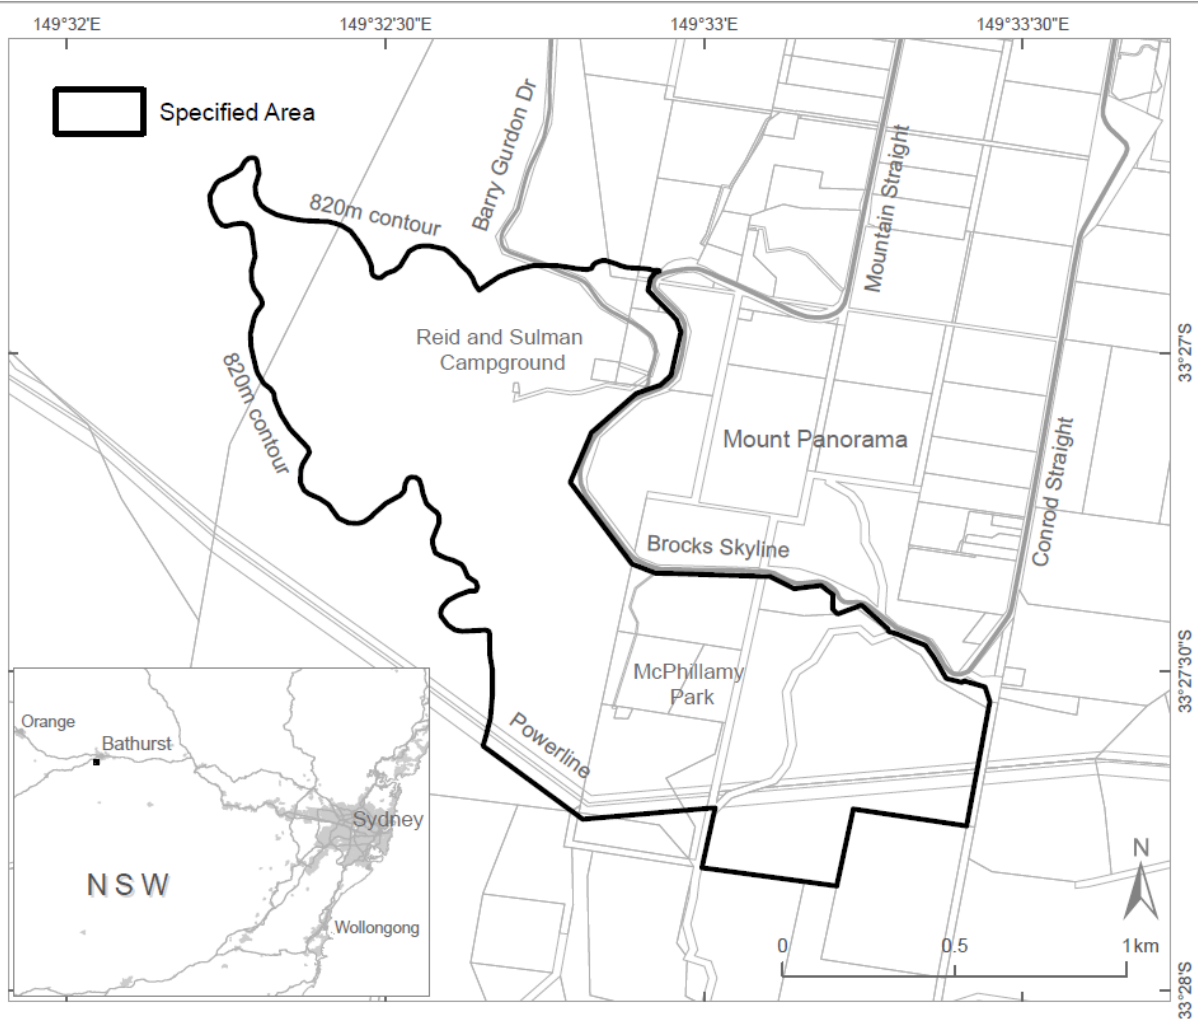 149°32'E
149°32'30"E
149°33'E
149°33'30"E
Specified Area
Barry Gurdon Dr
Mountain Straight
820m contour
Reid and Sulman
Campground
33°27'S
820m contour
Mount Panorama
Conrod Straight
Brocks Skyline
McPhillamy
Park
33°27'30"S
Powerline
Orange
Bathurst
Sydney
NSW
Wollongong
N
0
0.5
1km
33°28'S